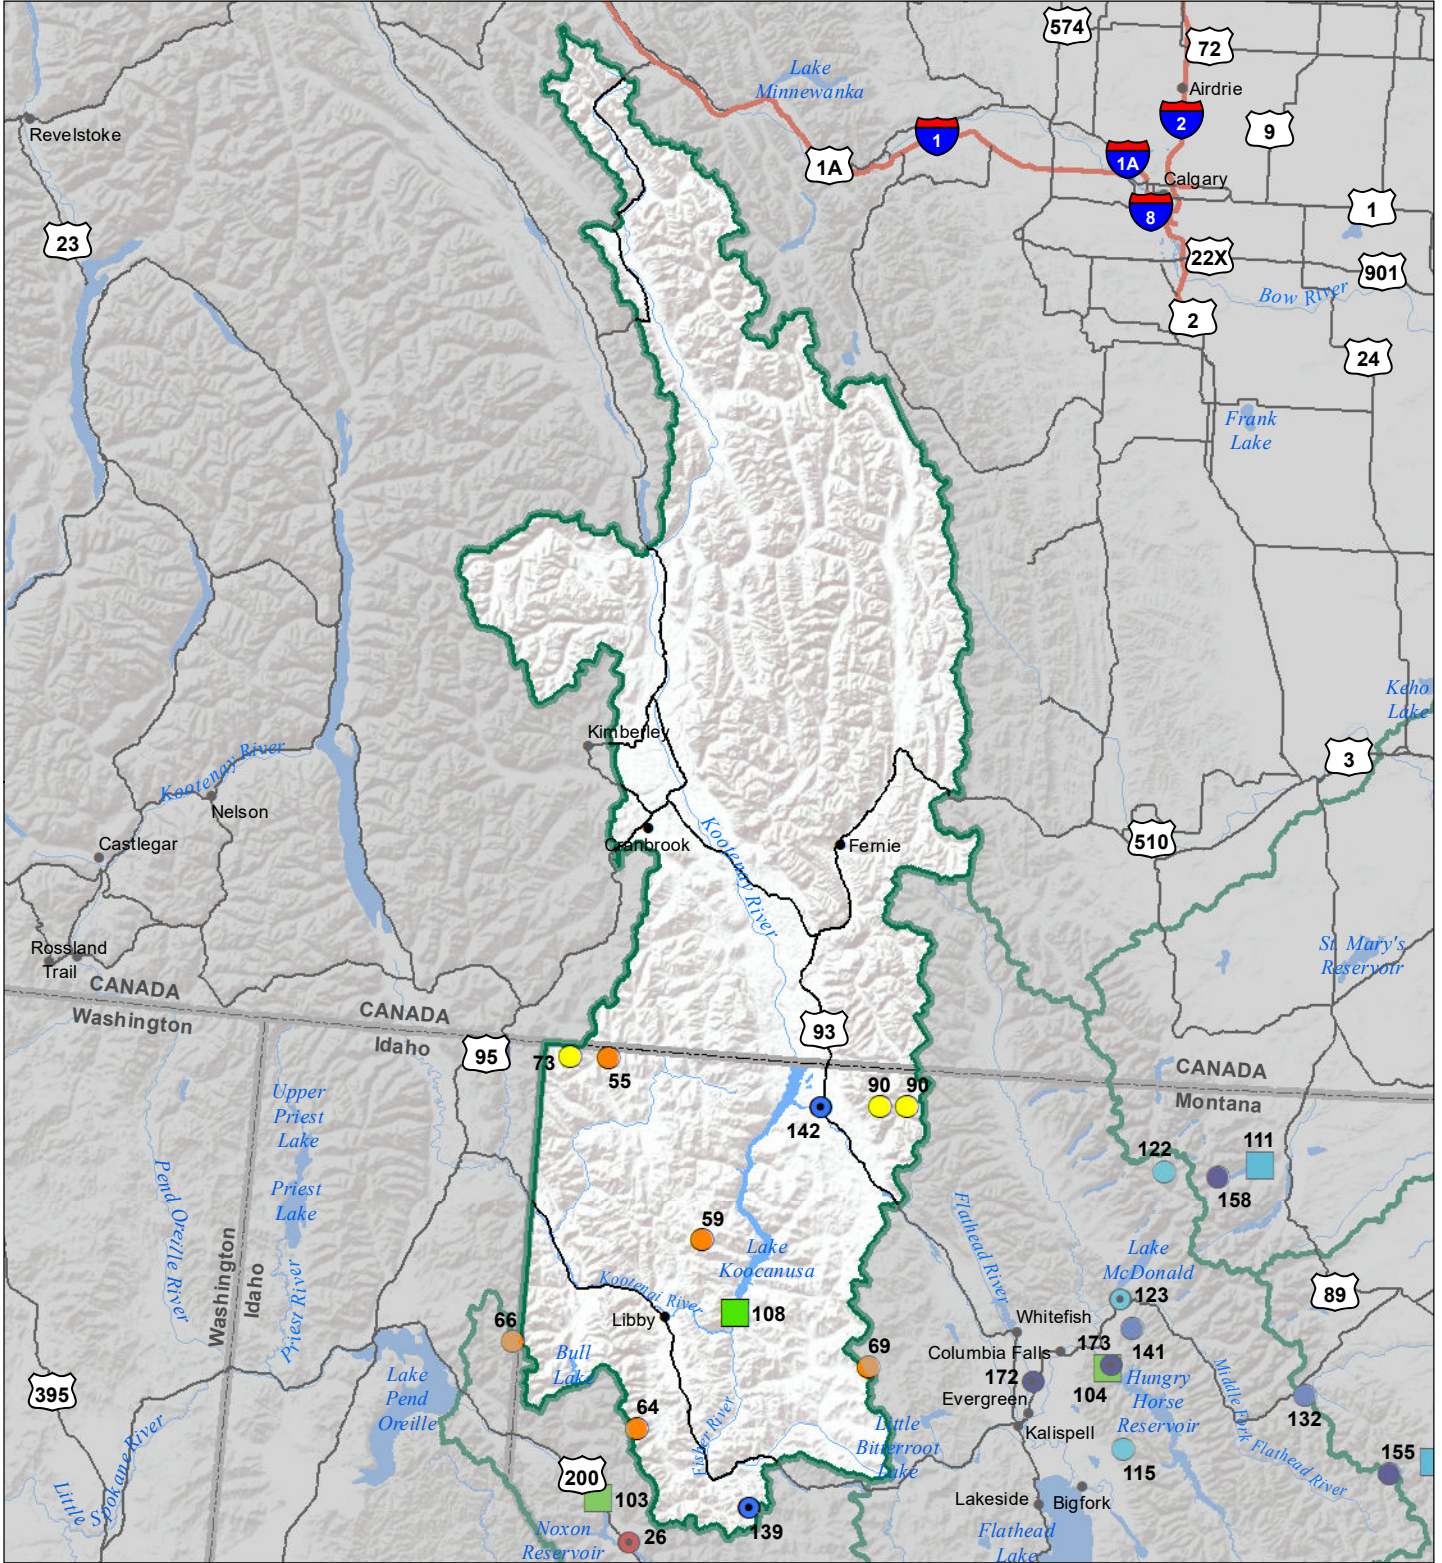 574
72
Lake
Minnewanka
Airdrie
2
9
Revelstoke
1
1A
1A
Calgary
8
1
23
22X
901
Bow River
2
24
Frank
Lake
Keho
Lake
Kimberley
3
Kootenay River
Nelson
Castlegar
Kootenay River
Cranbrook
Fernie
510
Rossland
Trail
St. Mary's
Reservoir
CANADA
Washington
CANADA
Idaho
95
93
73
55
90
90
CANADA
Montana
142
Upper
Priest
Lake
Priest
Lake
Pend Oreille River
Priest River
Washington
Idaho
122
111
158
Flathead River
59
Lake
Koocanusa
Lake
McDonald
Kootenai River
Libby
108
123
89
Whitefish
66
Columbia Falls
173
141
69
172
104
Hungry
Horse
Reservoir
Bull
Lake
395
Lake
Pend
Oreille
Evergreen
Middle Fork Flathead River
132
64
Fisher River
Little
Bitterroot
Lake
Kalispell
155
115
Little Spokane River
200
103
Lakeside
Bigfork
139
Noxon
Reservoir
26
Flathead
Lake